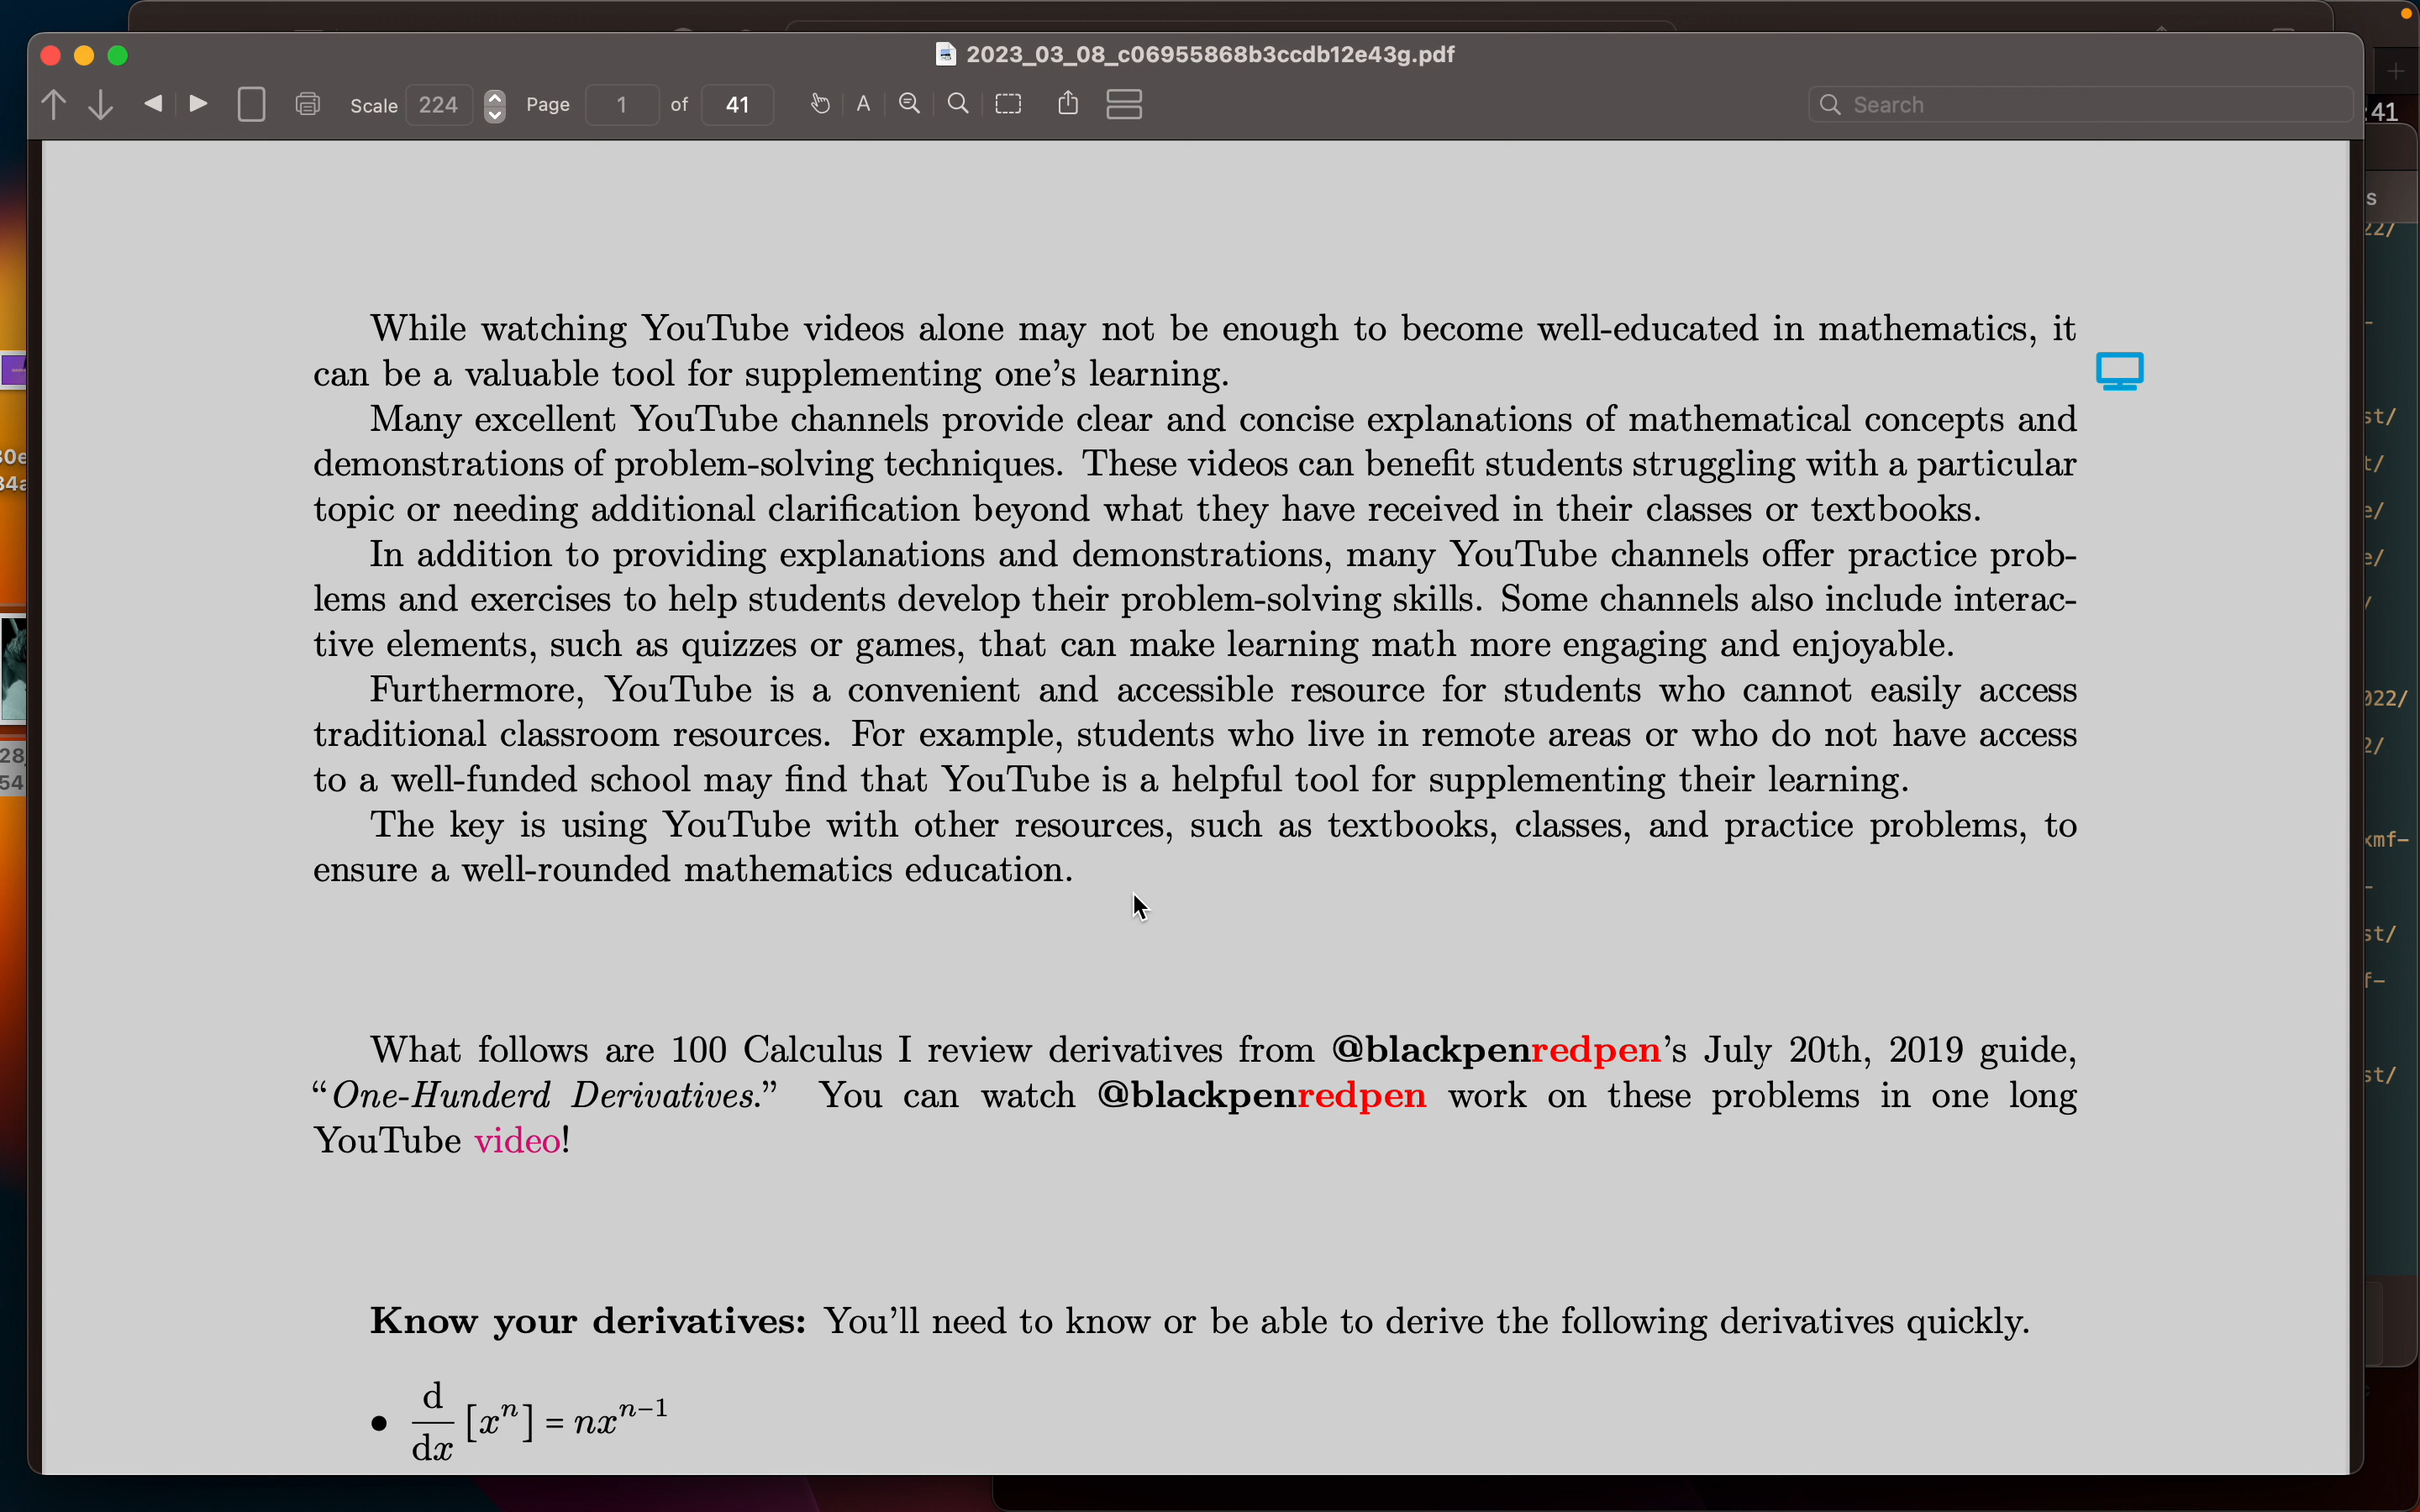 2023_03_08_c06955868b3ccdb12e43g.pdf
Scale 224 Page 1 of 41 A Search
:41
s
22/
While watching YouTube videos alone may not be enough to become well-educated in mathematics, it
can be a valuable tool for supplementing one's learning.
Many excellent YouTube channels provide clear and concise explanations of mathematical concepts and
demonstrations of problem-solving techniques. These videos can benefit students struggling with a particular
topic or needing additional clarification beyond what they have received in their classes or textbooks.
In addition to providing explanations and demonstrations, many YouTube channels offer practice prob-
lems and exercises to help students develop their problem-solving skills. Some channels also include interac-
tive elements, such as quizzes or games, that can make learning math more engaging and enjoyable.
Furthermore, YouTube is a convenient and accessible resource for students who cannot easily access
traditional classroom resources. For example, students who live in remote areas or who do not have access
to a well-funded school may find that YouTube is a helpful tool for supplementing their learning.
The key is using YouTube with other resources, such as textbooks, classes, and practice problems, to
ensure a well-rounded mathematics education.
What follows are 100 Calculus I review derivatives from @blackpenredpen's July 20th, 2019 guide,
“One-Hunderd Derivatives.” You can watch @blackpenredpen work on these problems in one long
YouTube video!
Know your derivatives: You'll need to know or be able to derive the following derivatives quickly.
• d/dx [xⁿ] = nxⁿ⁻¹